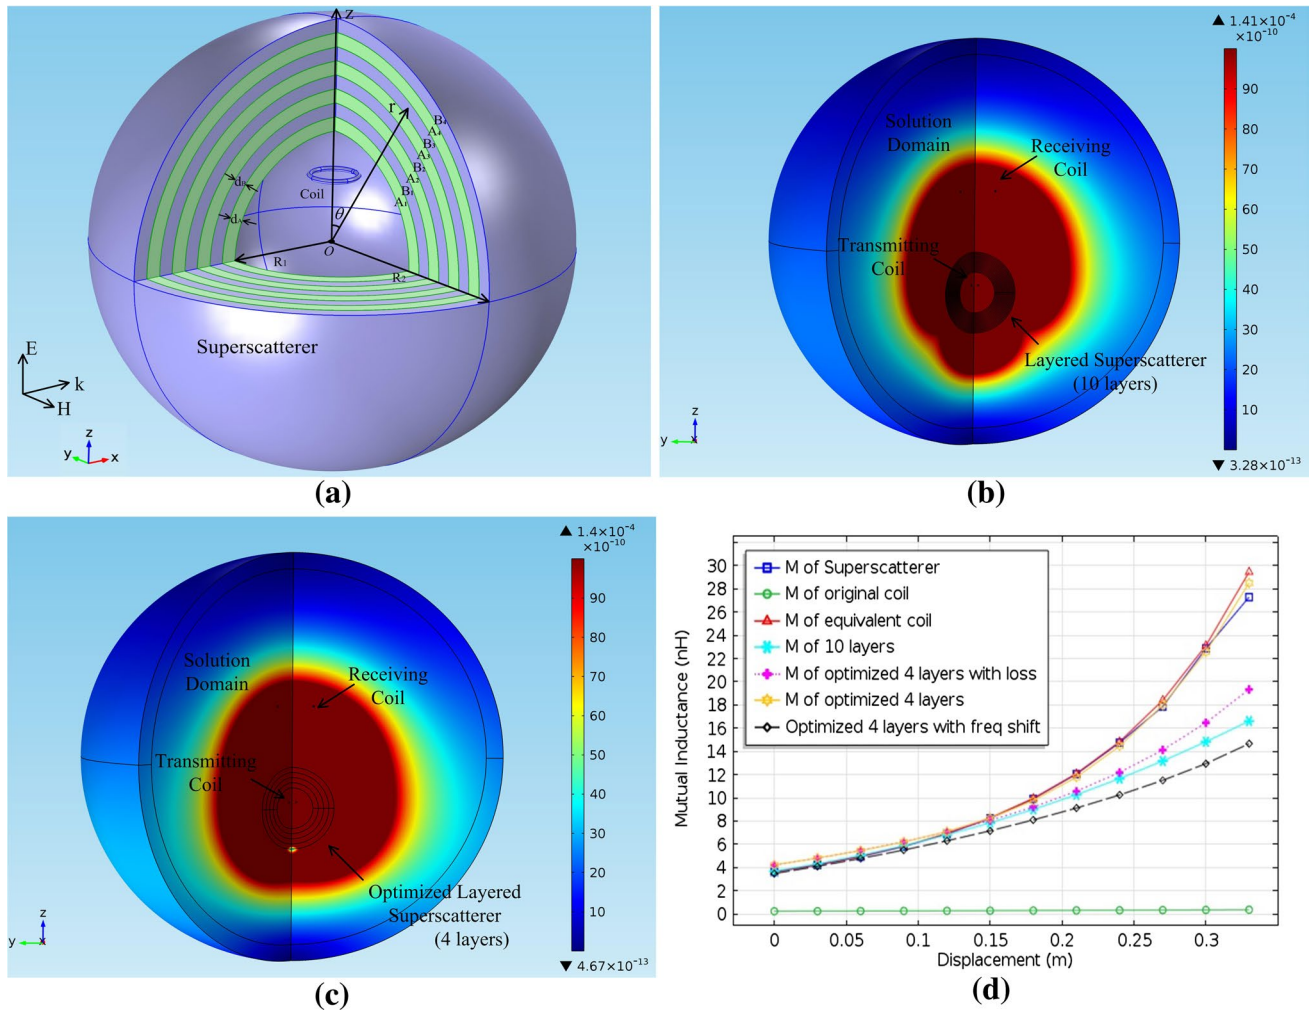 z
r
B₄
A₄
B₃
A₃
B₂
A₂
B₁
A₁
dB
Coil
dA
θ
O
R₁
R₂
Superscatterer
E
k
H
z
y
x
(a)
▲ 1.41×10⁻⁴
×10⁻¹⁰
90
80
70
60
50
40
30
20
10
▼ 3.28×10⁻¹³
Solution
Domain
Receiving
Coil
Transmitting
Coil
Layered Superscatterer
(10 layers)
z
y
x
(b)
▲ 1.4×10⁻⁴
×10⁻¹⁰
90
80
70
60
50
40
30
20
10
▼ 4.67×10⁻¹³
Solution
Domain
Receiving
Coil
Transmitting
Coil
Optimized Layered
Superscatterer
(4 layers)
z
y
x
(c)
M of Superscatterer
M of original coil
M of equivalent coil
M of 10 layers
M of optimized 4 layers with loss
M of optimized 4 layers
Optimized 4 layers with freq shift
Mutual Inductance (nH)
30
28
26
24
22
20
18
16
14
12
10
8
6
4
2
0
0 0.05 0.1 0.15 0.2 0.25 0.3
Displacement (m)
(d)